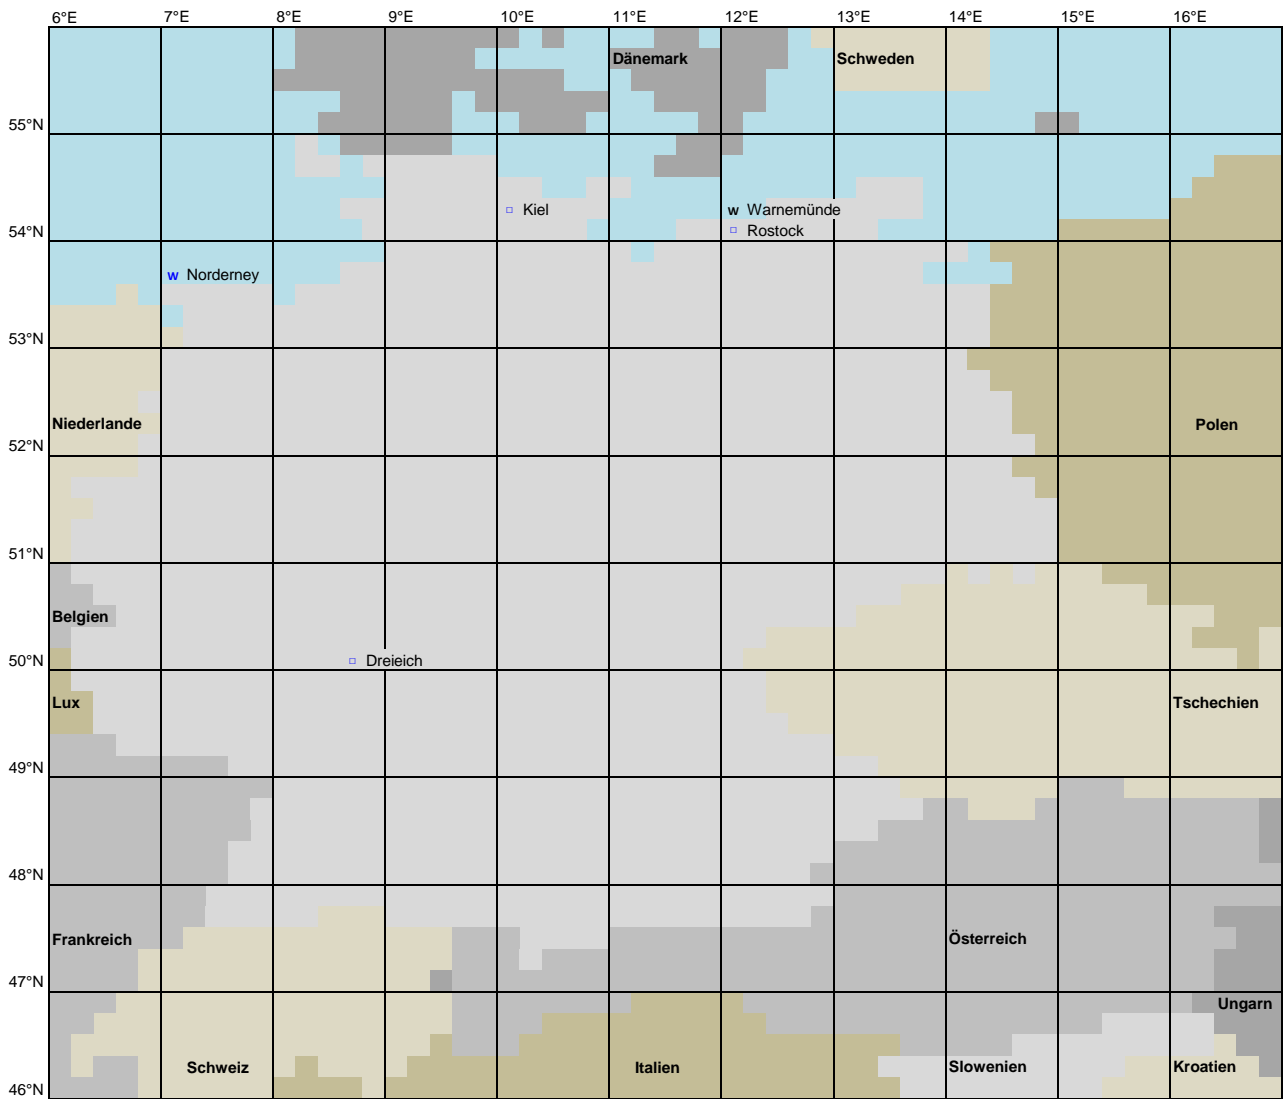 6°E 7°E 8°E 9°E 10°E 11°E 12°E 13°E 14°E 15°E 16°E
Dänemark Schweden
55°N
Kiel w Warnemünde
54°N Rostock
w Norderney
53°N
Niederlande Polen
52°N
51°N
Belgien
50°N Dreieich
Lux Tschechien
49°N
48°N
Frankreich Österreich
47°N
Ungarn
Schweiz Italien Slowenien Kroatien
46°N